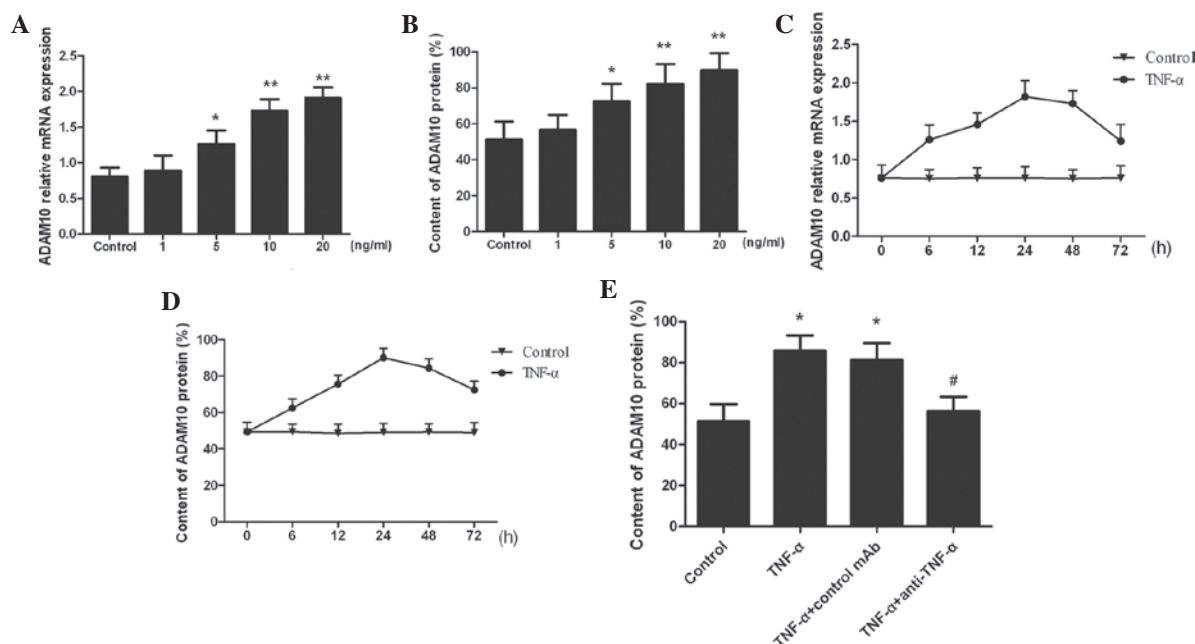 A
ADAM10 relative mRNA expression
2.5
2.0
1.5
1.0
0.5
0.0
*
**
**
Control 1 5 10 20 (ng/ml)
B
Content of ADAM10 protein (%)
100
80
60
40
20
0
*
**
**
Control 1 5 10 20 (ng/ml)
C
ADAM10 relative mRNA expression
2.5
2.0
1.5
1.0
0.5
0.0
0 6 12 24 48 72 (h)
Control
TNF-α
D
Content of ADAM10 protein (%)
100
80
60
40
20
0
0 6 12 24 48 72 (h)
Control
TNF-α
E
Content of ADAM10 protein (%)
100
80
60
40
20
0
*
*
#
Control
TNF-α
TNF-α+control mAb
TNF-α+anti-TNF-α